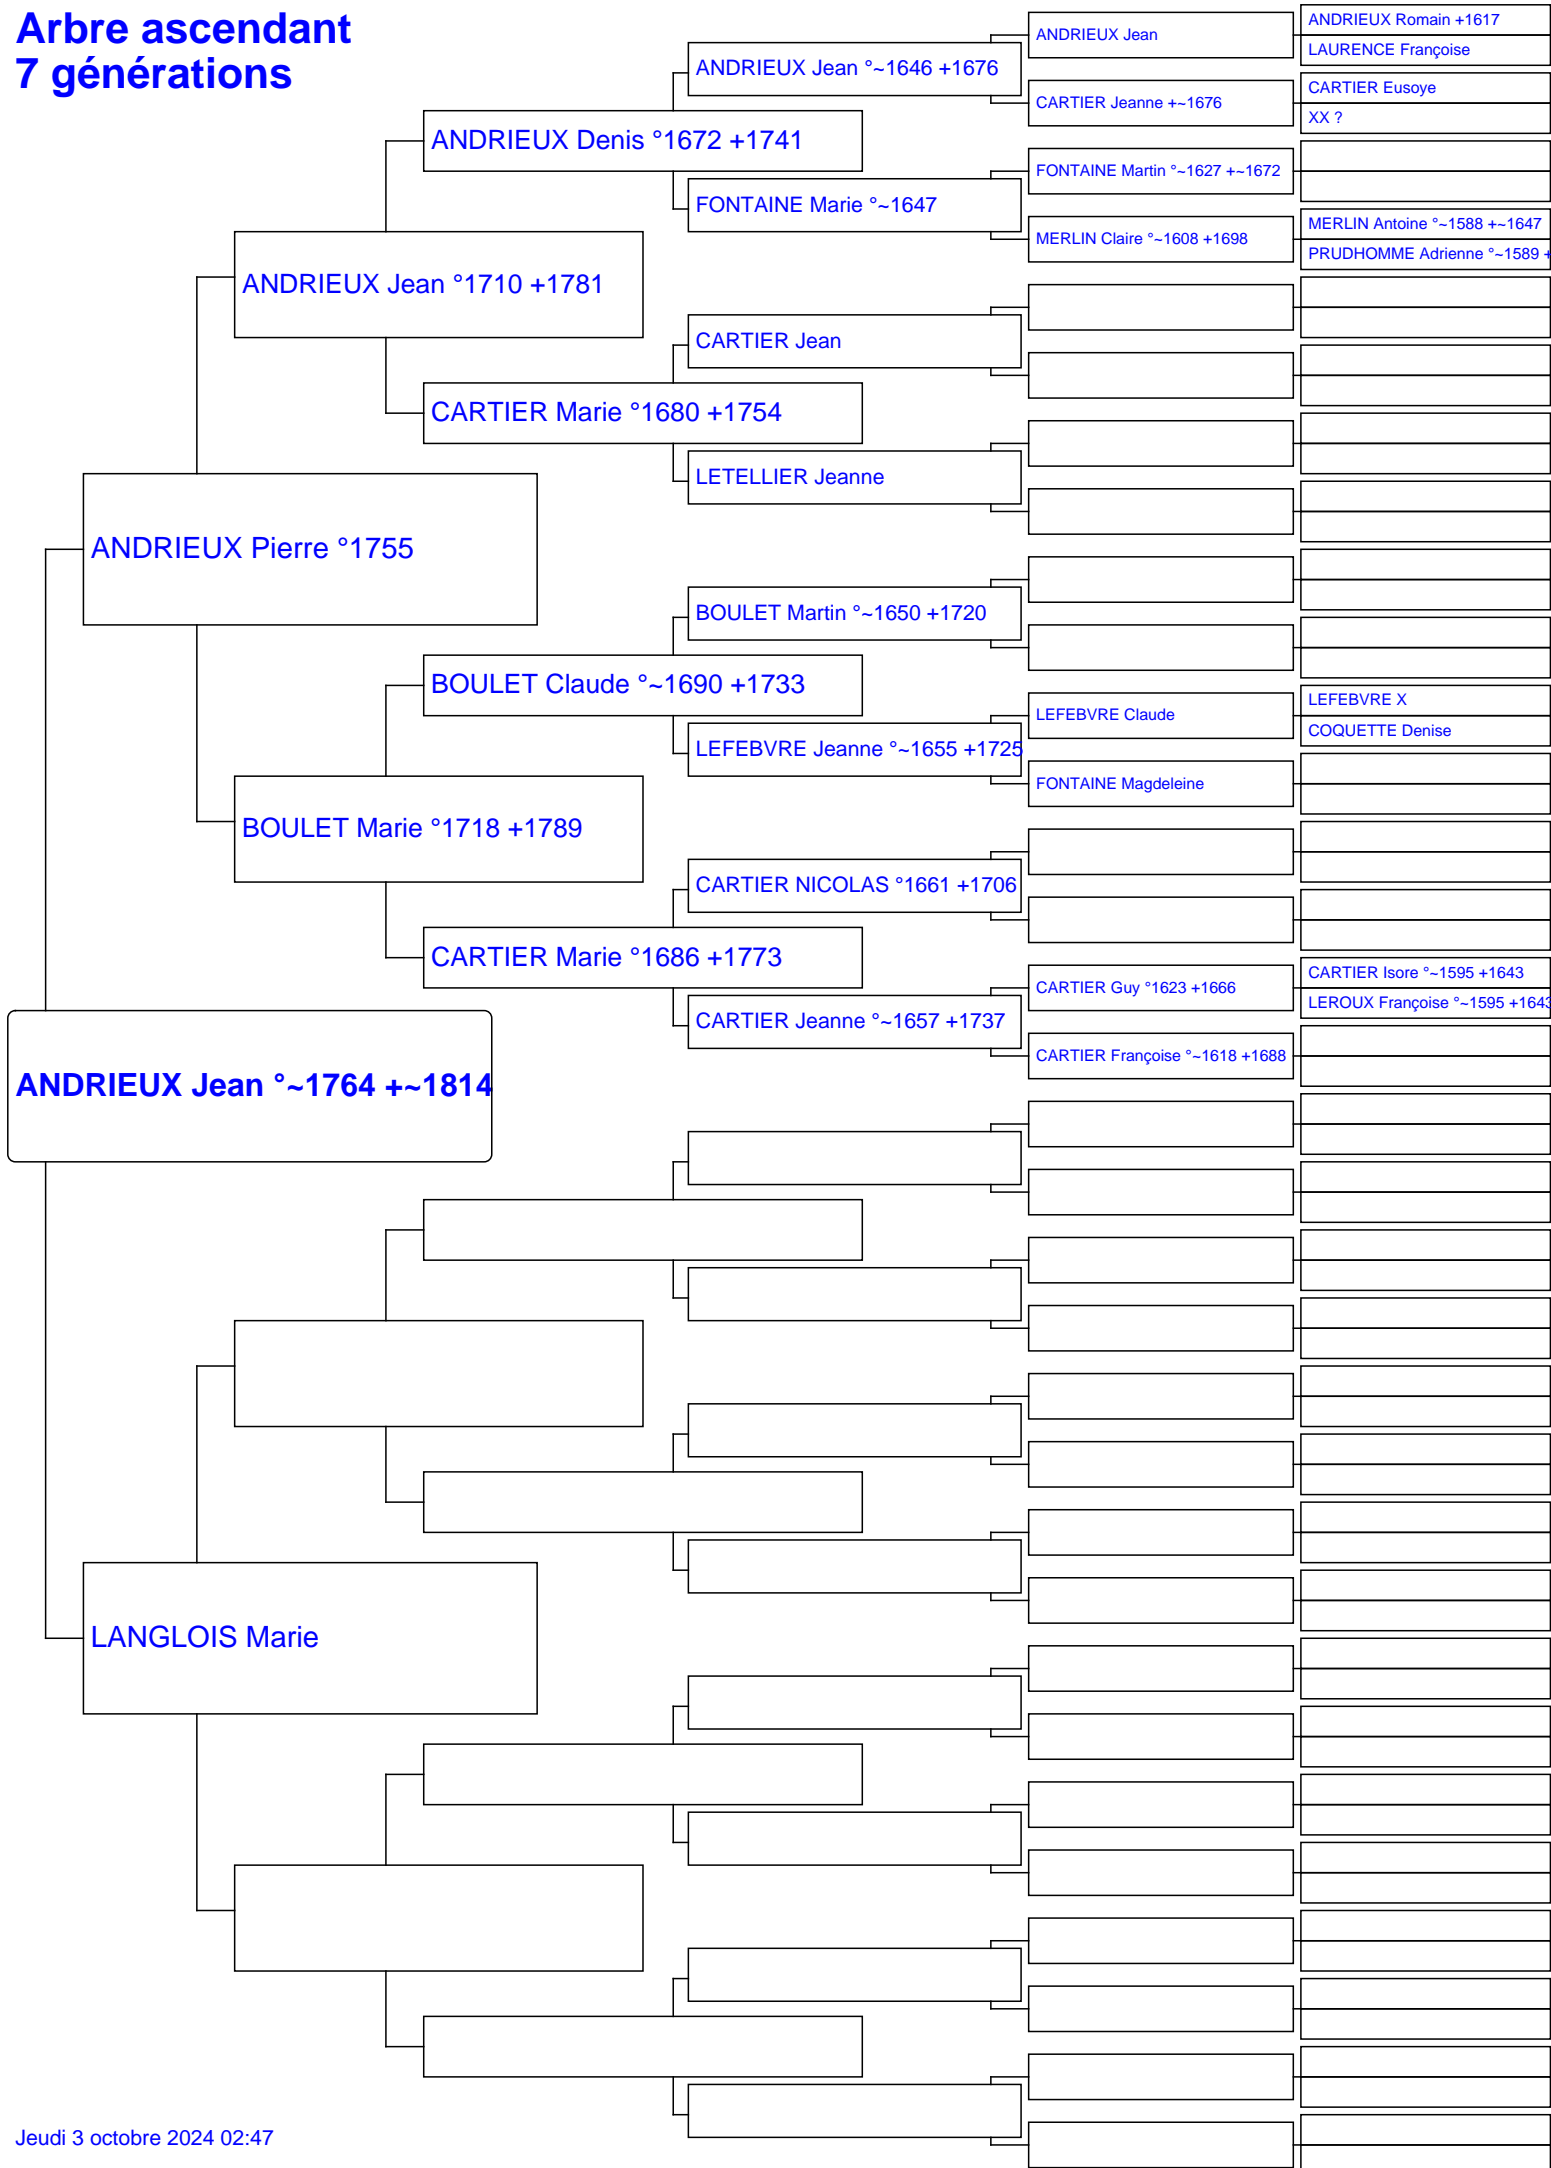 Arbre ascendant
7 générations
ANDRIEUX Jean °~1764 +~1814
ANDRIEUX Pierre °1755
LANGLOIS Marie
ANDRIEUX Jean °1710 +1781
BOULET Marie °1718 +1789
ANDRIEUX Denis °1672 +1741
CARTIER Marie °1680 +1754
BOULET Claude °~1690 +1733
CARTIER Marie °1686 +1773
ANDRIEUX Jean °~1646 +1676
FONTAINE Marie °~1647
CARTIER Jean
LETELLIER Jeanne
BOULET Martin °~1650 +1720
LEFEBVRE Jeanne °~1655 +1725
CARTIER NICOLAS °1661 +1706
CARTIER Jeanne °~1657 +1737
ANDRIEUX Jean
CARTIER Jeanne +~1676
FONTAINE Martin °~1627 +~1672
MERLIN Claire °~1608 +1698
LEFEBVRE Claude
FONTAINE Magdeleine
CARTIER Guy °1623 +1666
CARTIER Françoise °~1618 +1688
ANDRIEUX Romain +1617
LAURENCE Françoise
CARTIER Eusoye
XX ?
MERLIN Antoine °~1588 +~1647
PRUDHOMME Adrienne °~1589 +
LEFEBVRE X
COQUETTE Denise
CARTIER Isore °~1595 +1643
LEROUX Françoise °~1595 +1643
Jeudi 3 octobre 2024 02:47